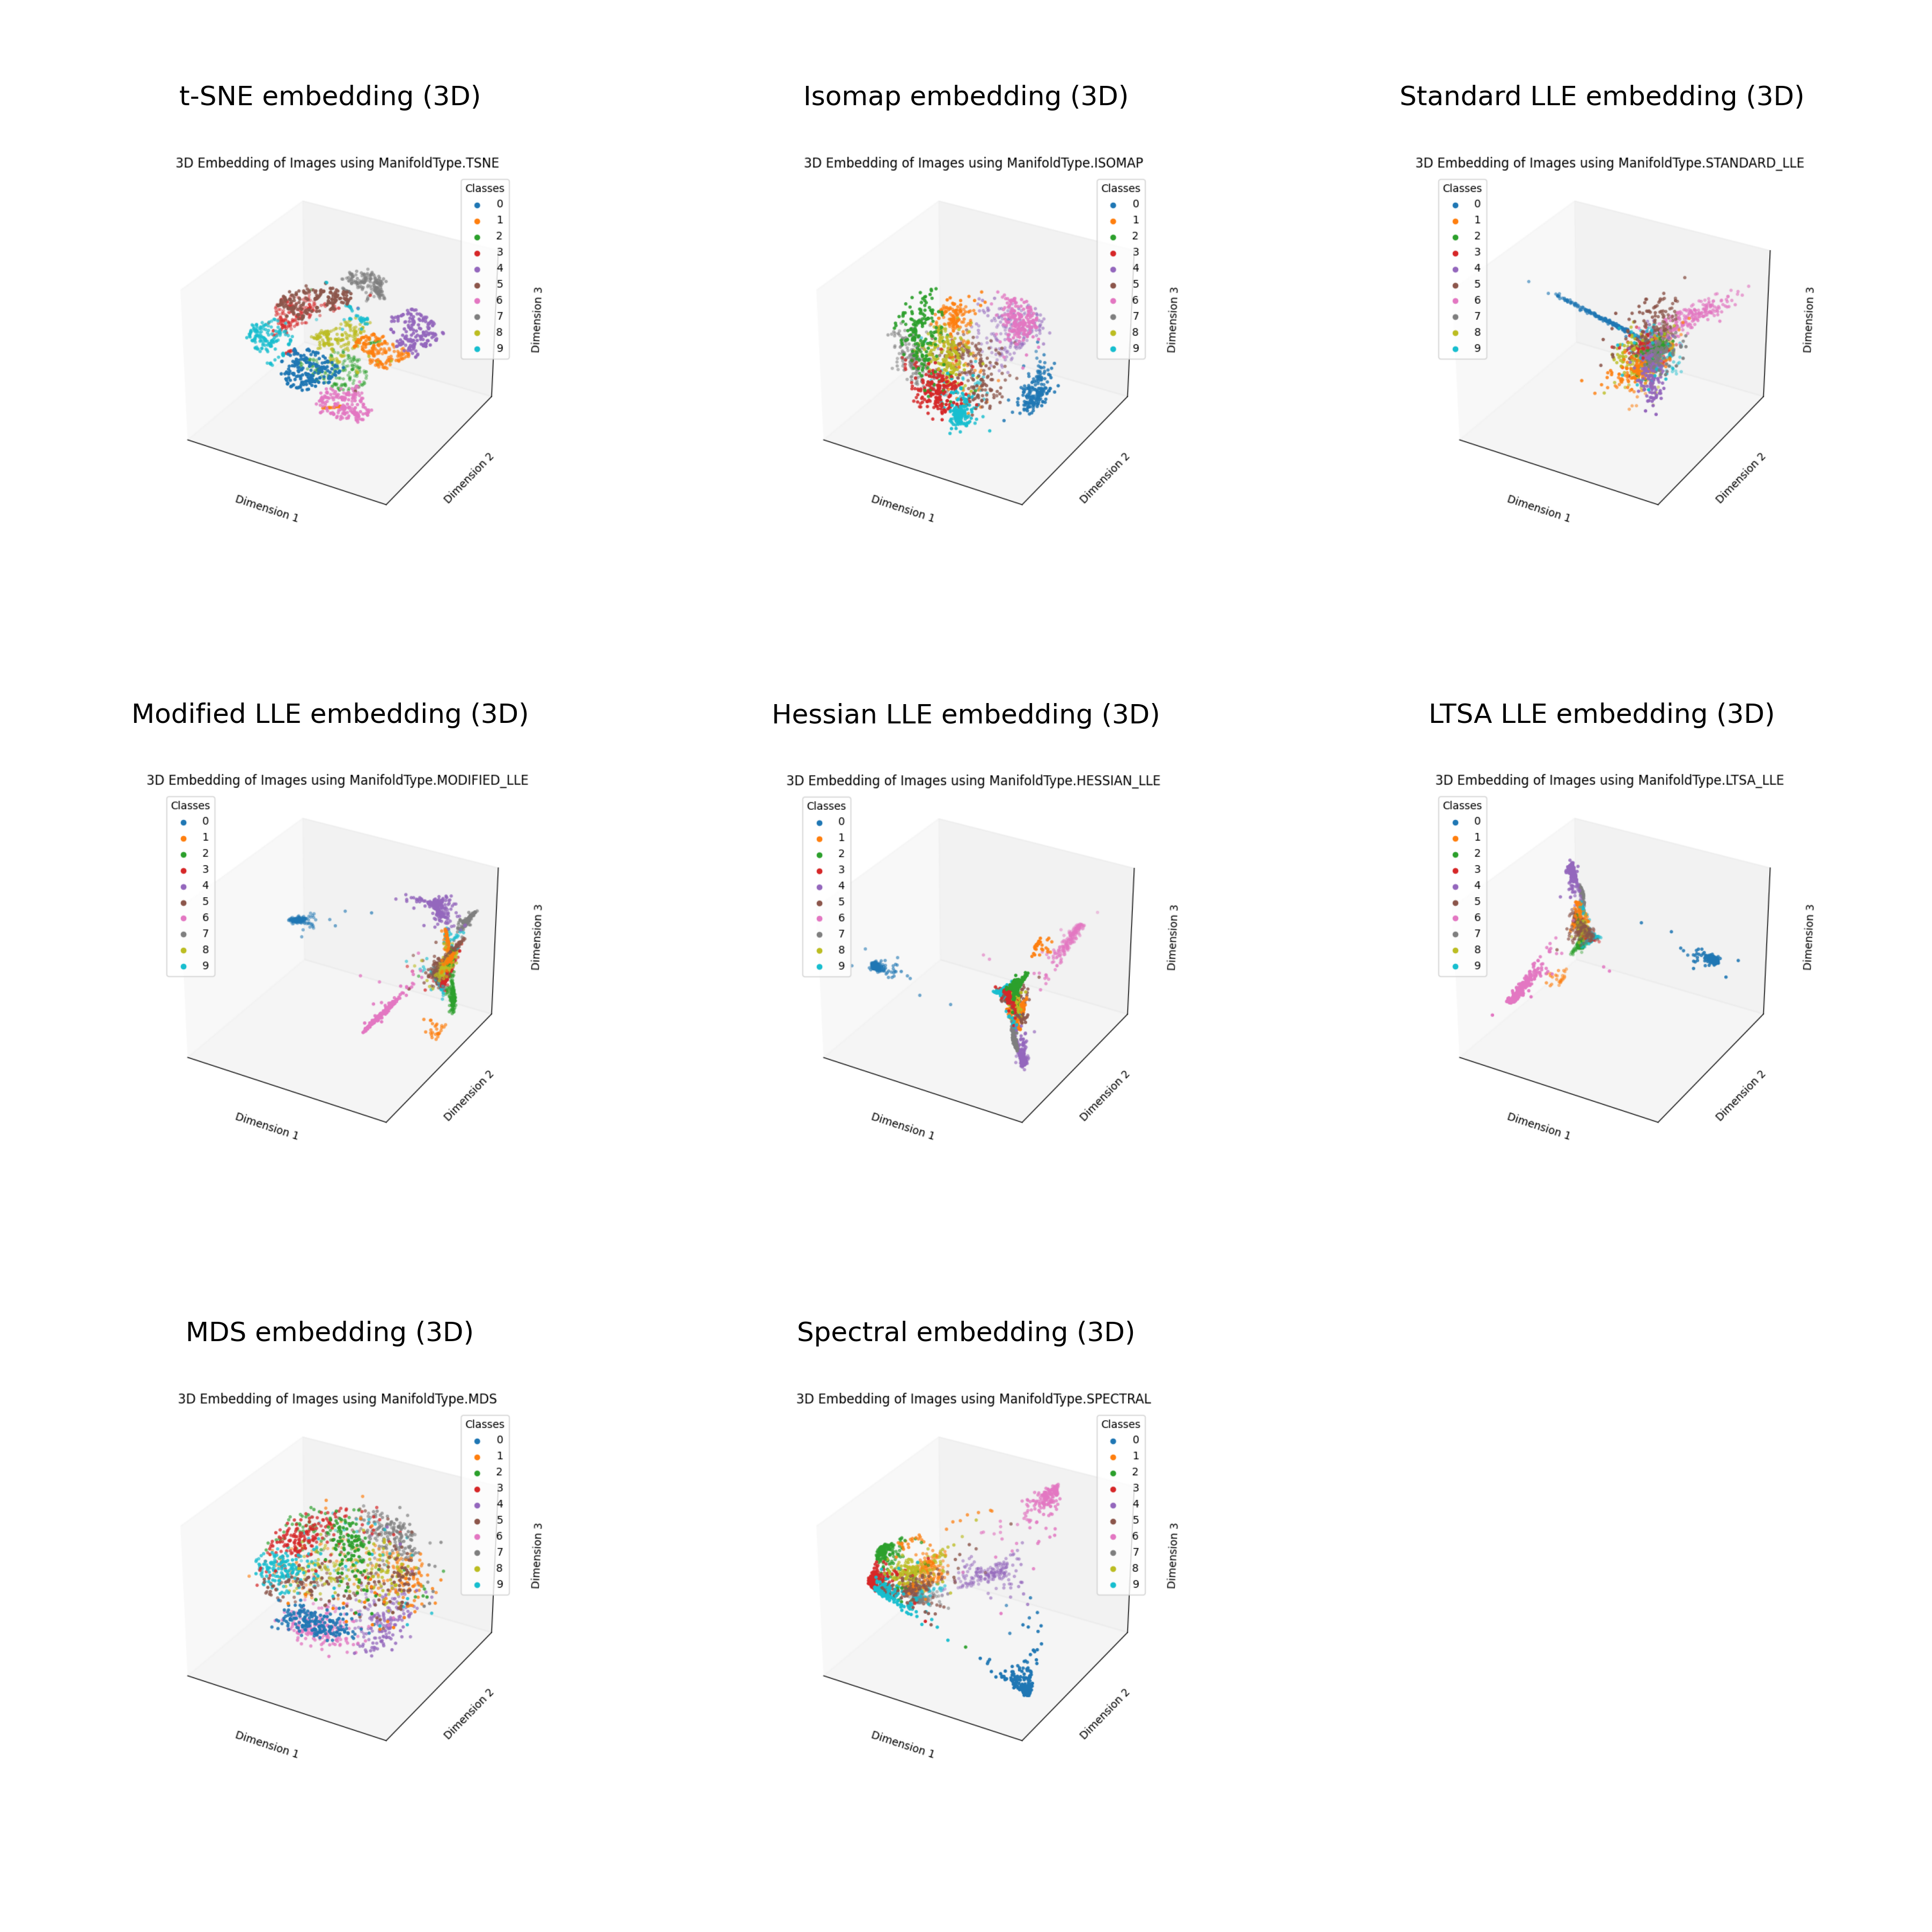 t-SNE embedding (3D)
3D Embedding of Images using ManifoldType.TSNE
Classes
0
1
2
3
4
5
6
7
8
9
Dimension 1
Dimension 2
Dimension 3
Isomap embedding (3D)
3D Embedding of Images using ManifoldType.ISOMAP
Classes
0
1
2
3
4
5
6
7
8
9
Dimension 1
Dimension 2
Dimension 3
Standard LLE embedding (3D)
3D Embedding of Images using ManifoldType.STANDARD_LLE
Classes
0
1
2
3
4
5
6
7
8
9
Dimension 1
Dimension 2
Dimension 3
Modified LLE embedding (3D)
3D Embedding of Images using ManifoldType.MODIFIED_LLE
Classes
0
1
2
3
4
5
6
7
8
9
Dimension 1
Dimension 2
Dimension 3
Hessian LLE embedding (3D)
3D Embedding of Images using ManifoldType.HESSIAN_LLE
Classes
0
1
2
3
4
5
6
7
8
9
Dimension 1
Dimension 2
Dimension 3
LTSA LLE embedding (3D)
3D Embedding of Images using ManifoldType.LTSA_LLE
Classes
0
1
2
3
4
5
6
7
8
9
Dimension 1
Dimension 2
Dimension 3
MDS embedding (3D)
3D Embedding of Images using ManifoldType.MDS
Classes
0
1
2
3
4
5
6
7
8
9
Dimension 1
Dimension 2
Dimension 3
Spectral embedding (3D)
3D Embedding of Images using ManifoldType.SPECTRAL
Classes
0
1
2
3
4
5
6
7
8
9
Dimension 1
Dimension 2
Dimension 3